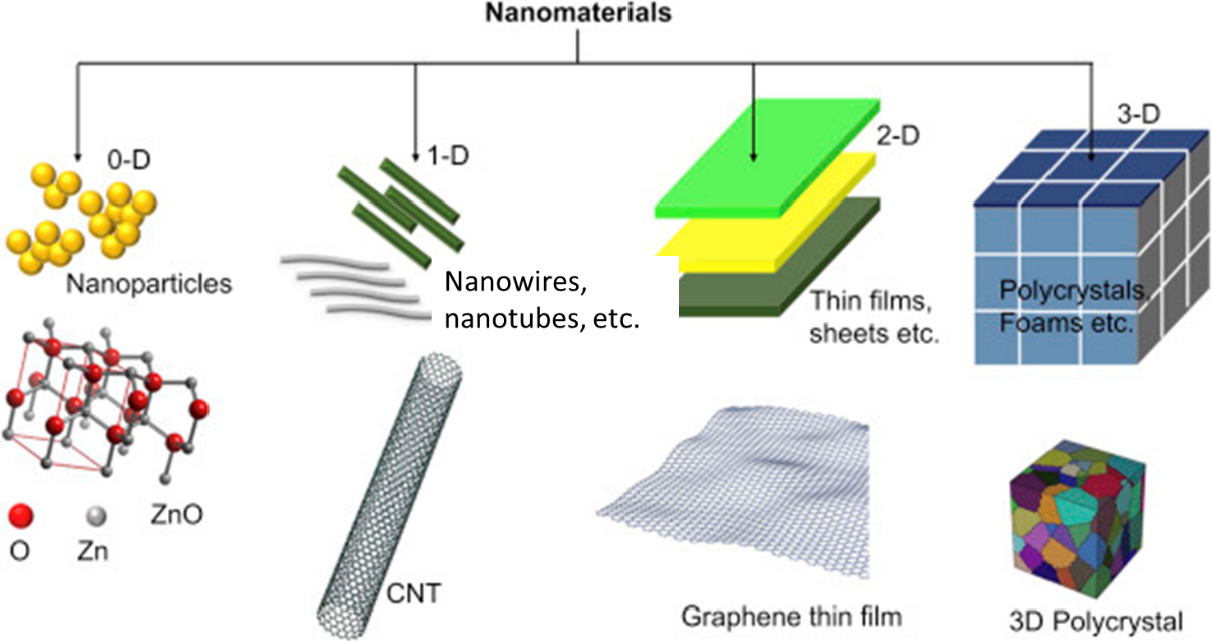 Nanomaterials
0-D
Nanoparticles
1-D
Nanowires,
nanotubes, etc.
2-D
Thin films,
sheets etc.
3-D
Polycrystals,
Foams etc.
ZnO
O
Zn
CNT
Graphene thin film
3D Polycrystal